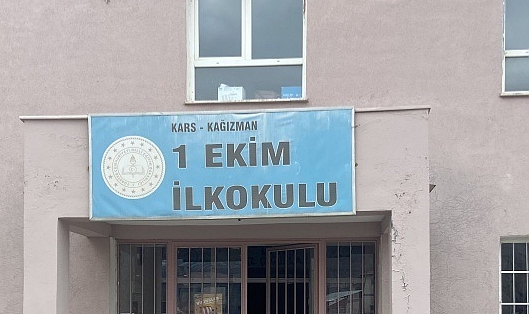 KARS - KAĞIZMAN
1 EKİM
İLKOKULU